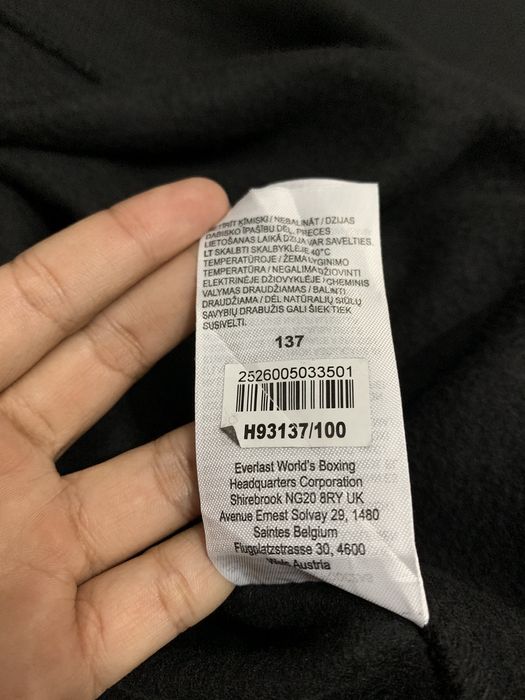 ĶĪMISKI / NEBALINĀT / DZIJAS
DABISKO ĪPAŠĪBU DĒĻ, PRECES
LIETOŠANAS LAIKĀ DZIJA VAR SAVELTIES.
LT SKALBTI SKALBYKLĖJE 40°C
TEMPERATŪROJE / ŽEMA LYGINIMO
TEMPERATŪRA / NEGALIMA DŽIOVINTI
ELEKTRINĖJE DŽIOVYKLĖJE / CHEMINIS
VALYMAS DRAUDŽIAMAS / BALINTI
DRAUDŽIAMA / DĖL NATŪRALIŲ SIŪLŲ
SAVYBIŲ DRABUŽIS GALI ŠIEK TIEK
SUSIVELTI.
137
2526005033501
H93137/100
Everlast World's Boxing
Headquarters Corporation
Shirebrook NG20 8RY UK
Avenue Ernest Solvay 29, 1480
Saintes Belgium
Flugplatzstrasse 30, 4600
Wels Austria